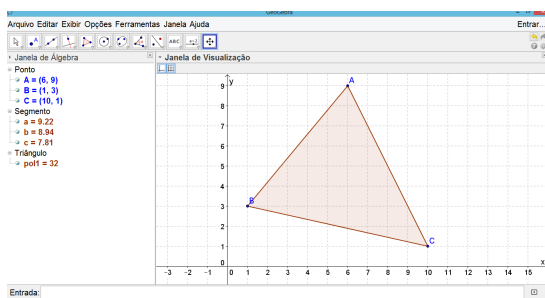 GeoGebra
Arquivo Editar Exibir Opções Ferramentas Janela Ajuda Entrar...
ABC a=2
Janela de Álgebra
Janela de Visualização
Ponto
A = (6, 9)
B = (1, 3)
C = (10, 1)
Segmento
a = 9.22
b = 8.94
c = 7.81
Triângulo
pol1 = 32
y
A
9
8
7
6
5
4
B
3
2
C
1
0
x
-3 -2 -1 0 1 2 3 4 5 6 7 8 9 10 11 12 13 14 15
Entrada: